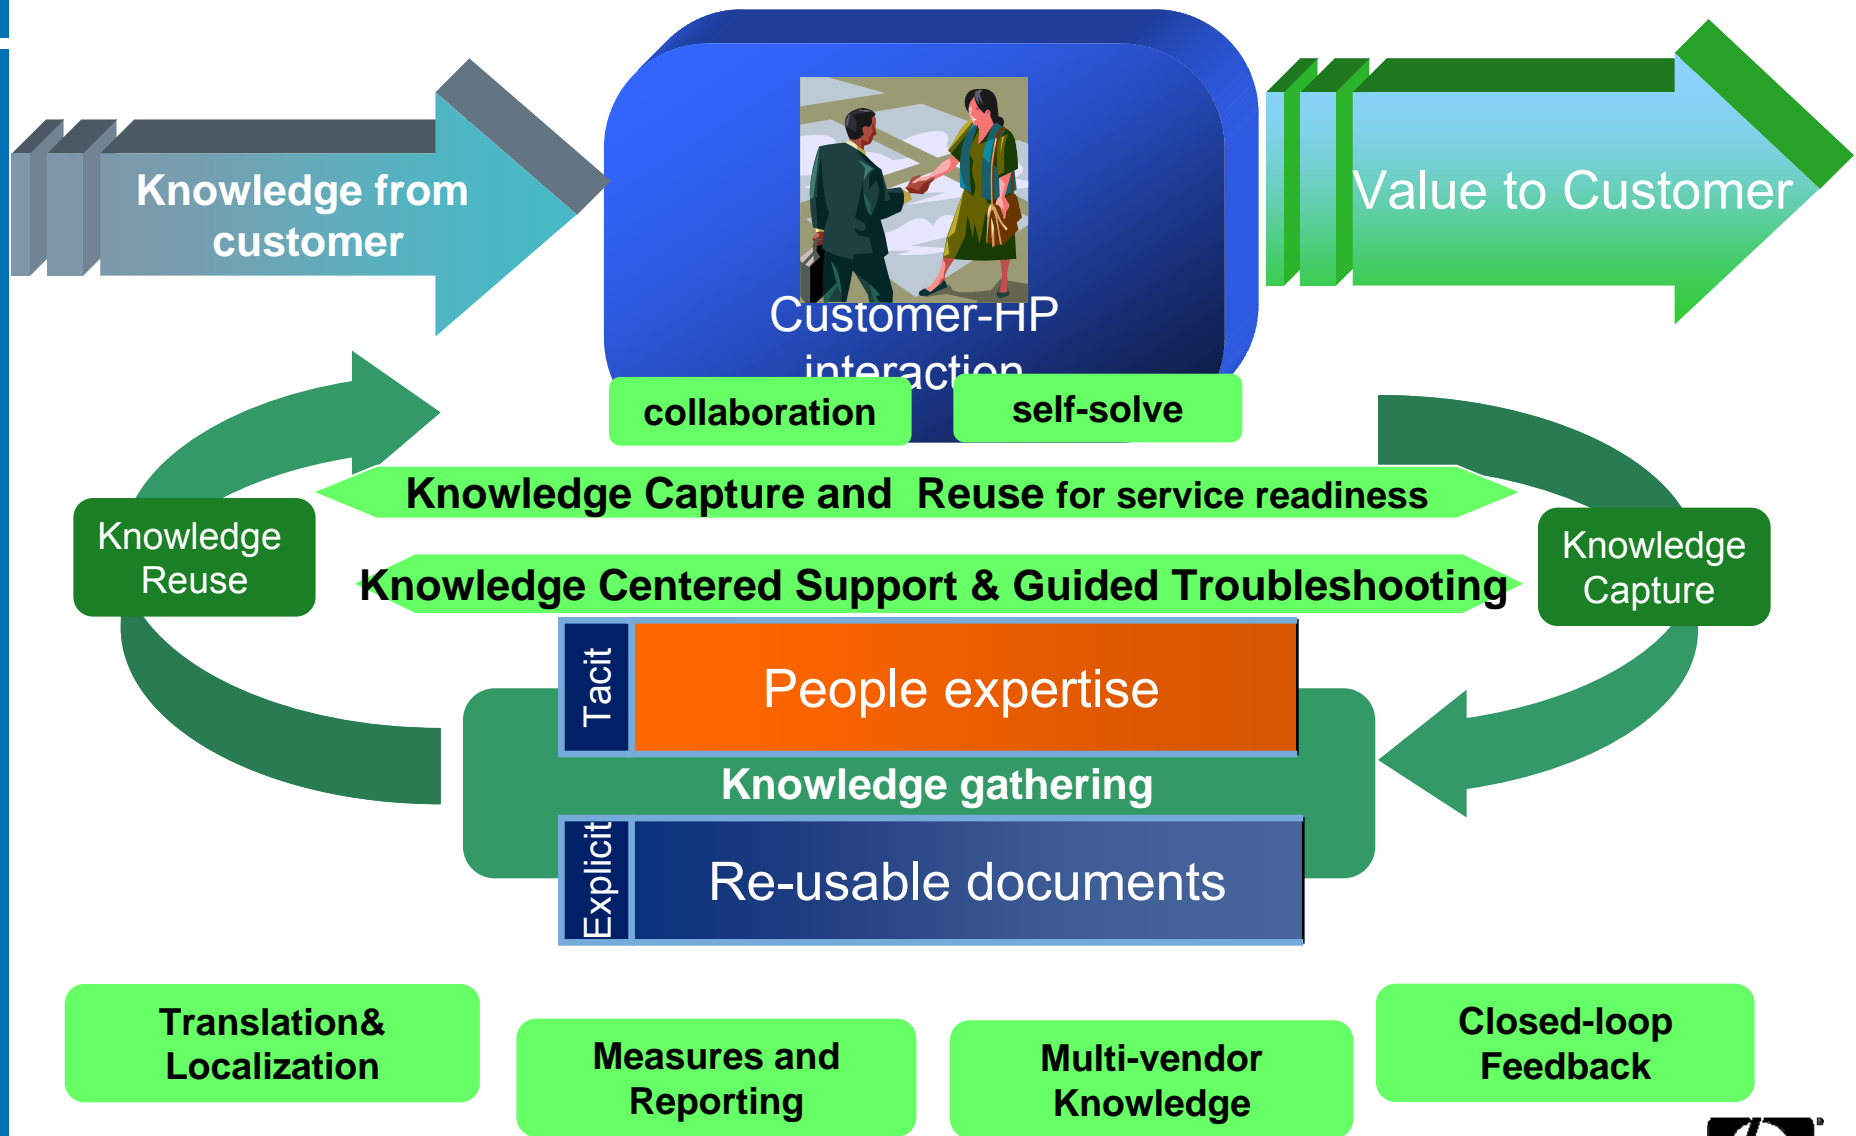 Knowledge from
customer
Customer-HP
interaction
Value to Customer
collaboration
self-solve
Knowledge Capture and  Reuse for service readiness
Knowledge
Reuse
Knowledge
Capture
Knowledge Centered Support & Guided Troubleshooting
Tacit
People expertise
Knowledge gathering
Explicit
Re-usable documents
Translation&
Localization
Measures and
Reporting
Multi-vendor
Knowledge
Closed-loop
Feedback